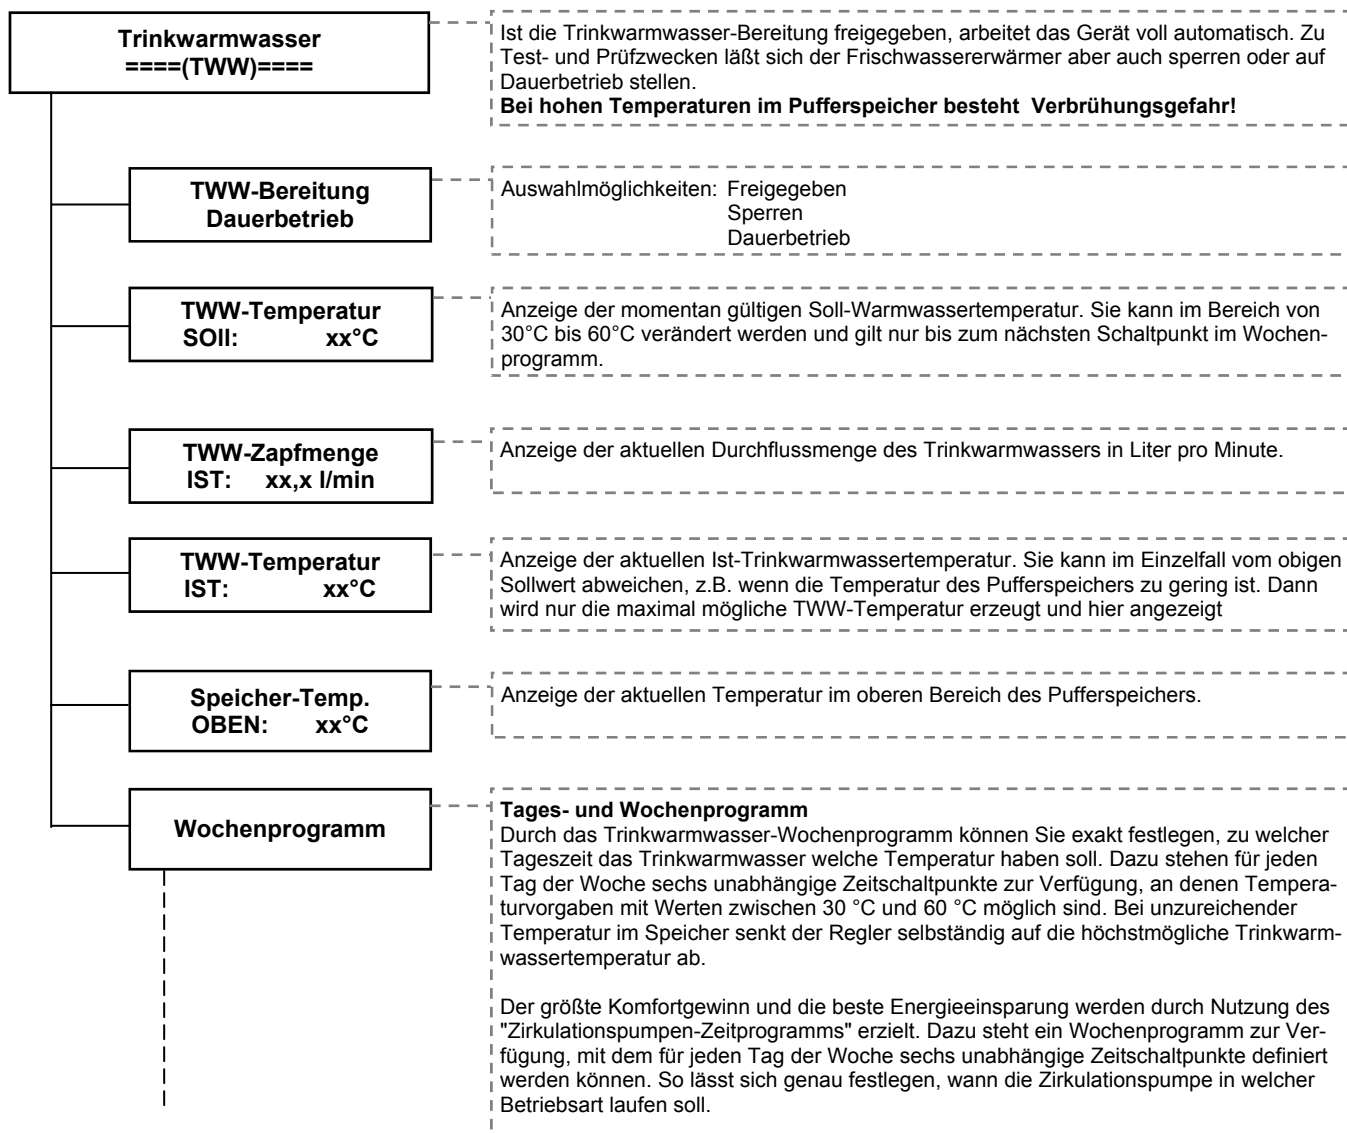 Trinkwarmwasser
====(TWW)====
Ist die Trinkwarmwasser-Bereitung freigegeben, arbeitet das Gerät voll automatisch. Zu
Test- und Prüfzwecken läßt sich der Frischwassererwärmer aber auch sperren oder auf
Dauerbetrieb stellen.
Bei hohen Temperaturen im Pufferspeicher besteht Verbrühungsgefahr!
TWW-Bereitung
Dauerbetrieb
Auswahlmöglichkeiten: Freigegeben
Sperren
Dauerbetrieb
TWW-Temperatur
SOll: xx°C
Anzeige der momentan gültigen Soll-Warmwassertemperatur. Sie kann im Bereich von
30°C bis 60°C verändert werden und gilt nur bis zum nächsten Schaltpunkt im Wochen-
programm.
TWW-Zapfmenge
IST: xx,x l/min
Anzeige der aktuellen Durchflussmenge des Trinkwarmwassers in Liter pro Minute.
TWW-Temperatur
IST: xx°C
Anzeige der aktuellen Ist-Trinkwarmwassertemperatur. Sie kann im Einzelfall vom obigen
Sollwert abweichen, z.B. wenn die Temperatur des Pufferspeichers zu gering ist. Dann
wird nur die maximal mögliche TWW-Temperatur erzeugt und hier angezeigt
Speicher-Temp.
OBEN: xx°C
Anzeige der aktuellen Temperatur im oberen Bereich des Pufferspeichers.
Wochenprogramm
Tages- und Wochenprogramm
Durch das Trinkwarmwasser-Wochenprogramm können Sie exakt festlegen, zu welcher
Tageszeit das Trinkwarmwasser welche Temperatur haben soll. Dazu stehen für jeden
Tag der Woche sechs unabhängige Zeitschaltpunkte zur Verfügung, an denen Tempera-
turvorgaben mit Werten zwischen 30 °C und 60 °C möglich sind. Bei unzureichender
Temperatur im Speicher senkt der Regler selbständig auf die höchstmögliche Trinkwarm-
wassertemperatur ab.
Der größte Komfortgewinn und die beste Energieeinsparung werden durch Nutzung des
"Zirkulationspumpen-Zeitprogramms" erzielt. Dazu steht ein Wochenprogramm zur Ver-
fügung, mit dem für jeden Tag der Woche sechs unabhängige Zeitschaltpunkte definiert
werden können. So lässt sich genau festlegen, wann die Zirkulationspumpe in welcher
Betriebsart laufen soll.